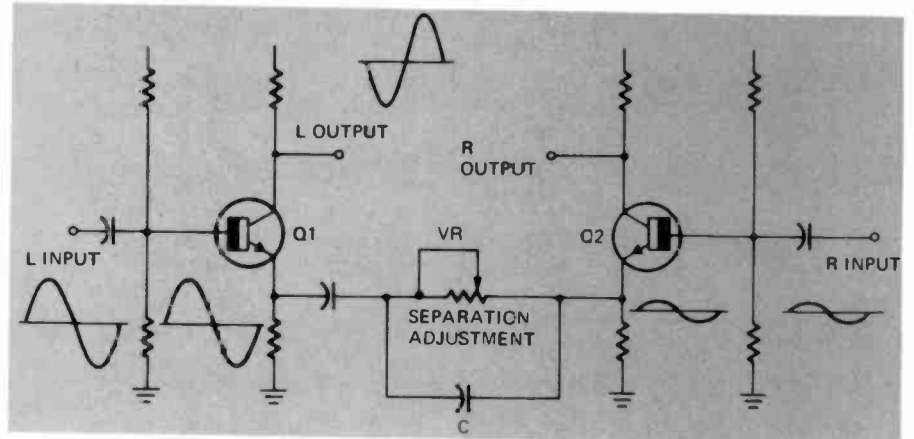 L OUTPUT
R
OUTPUT
Q1
VR
Q2
L INPUT
R INPUT
SEPARATION
ADJUSTMENT
C